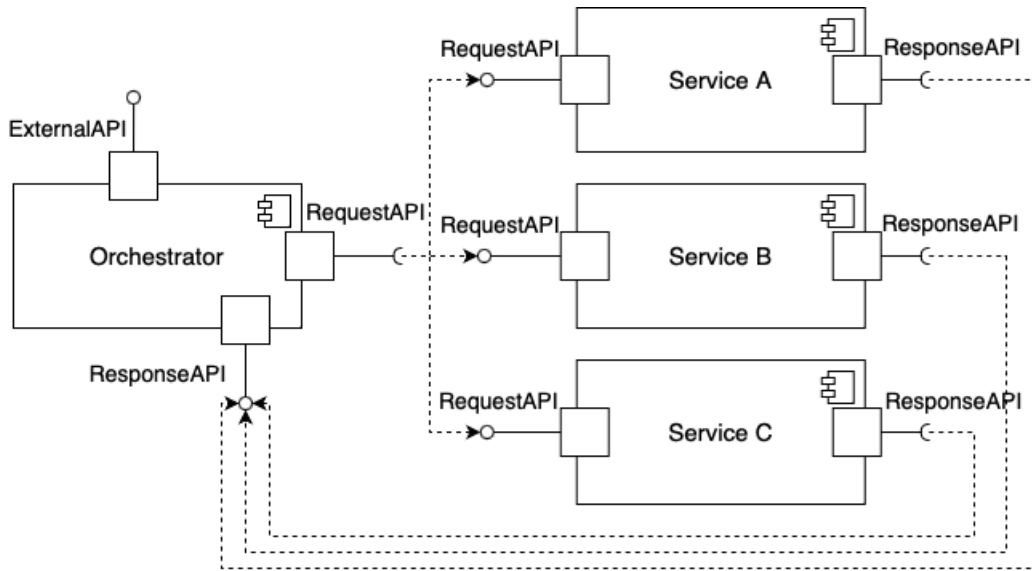 RequestAPI
Service A
ResponseAPI
ExternalAPI
Orchestrator
RequestAPI
RequestAPI
Service B
ResponseAPI
ResponseAPI
RequestAPI
Service C
ResponseAPI